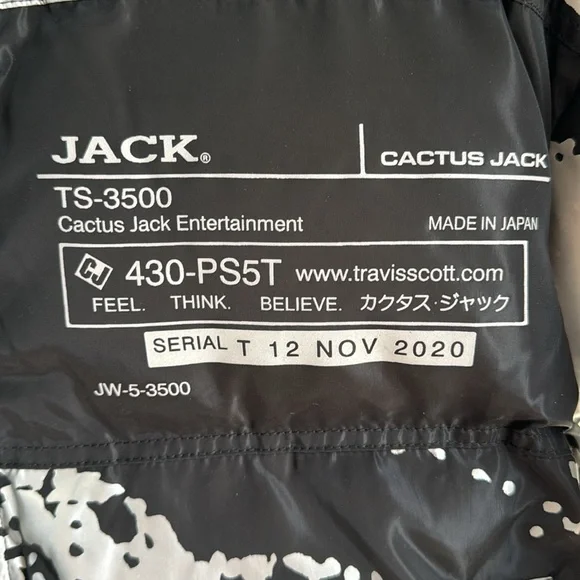 JACK®
CACTUS JACK
TS-3500
Cactus Jack Entertainment
MADE IN JAPAN
CJ 430-PS5T www.travisscott.com
FEEL. THINK. BELIEVE. カクタス・ジャック
SERIAL T 12 NOV 2020
JW-5-3500